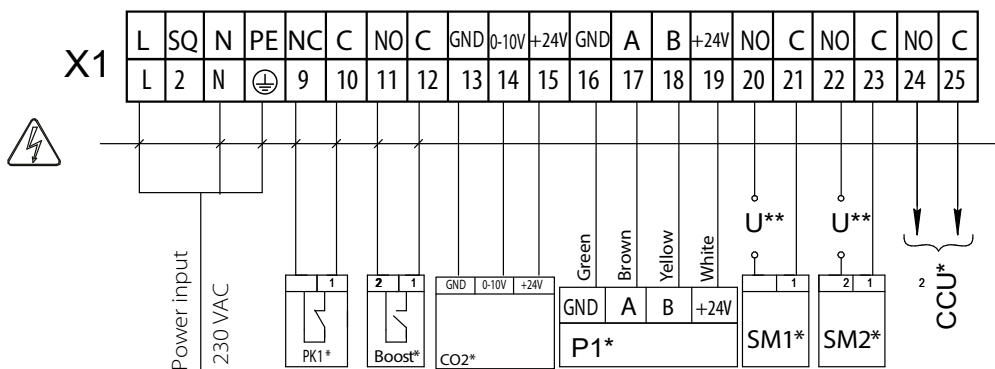 X1
L SQ N PE NC C NO C GND 0-10V +24V GND A B +24V NO C NO C NO C
L 2 N 9 10 11 12 13 14 15 16 17 18 19 20 21 22 23 24 25
Power input
230 VAC
1
PK1*
2 1
Boost*
GND 0-10V +24V
CO2*
Green
Brown
Yellow
White
GND A B +24V
P1*
U**
1
SM1*
U**
2 1
SM2*
2
CCU*